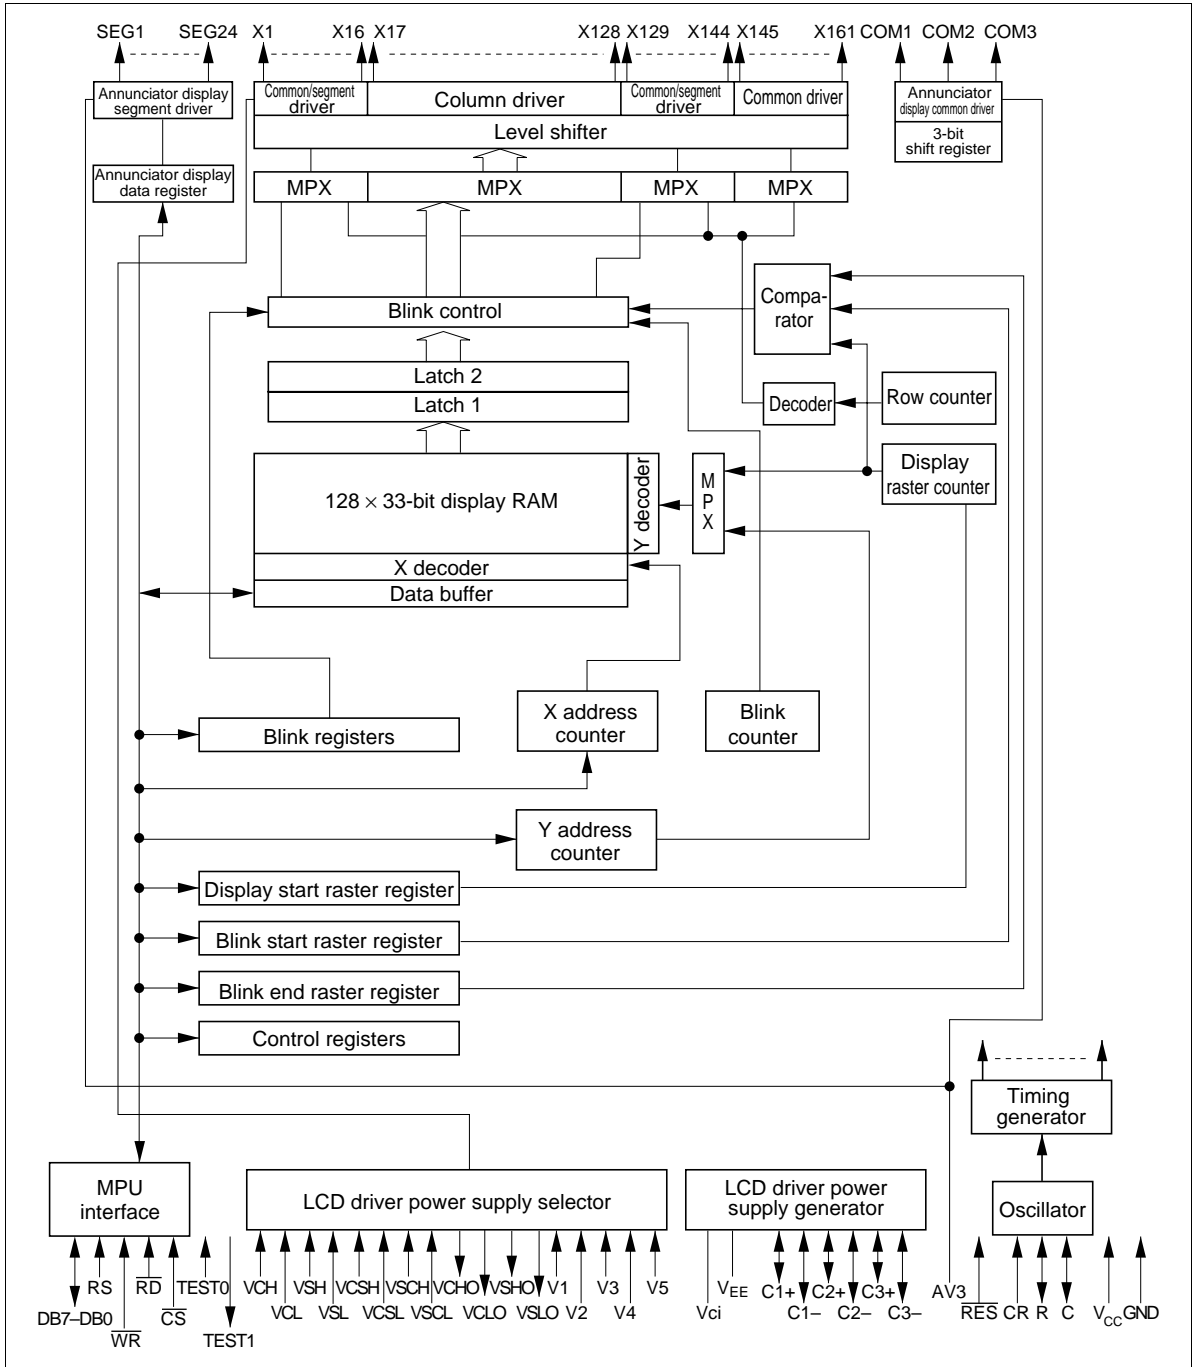 SEG1 SEG24 X1 X16 X17 X128 X129 X144 X145 X161 COM1 COM2 COM3
Annunciator display
segment driver
Common/segment
driver
Column driver
Common/segment
driver
Common driver
Annunciator
display common driver
Level shifter
3-bit
shift register
Annunciator display
data register
MPX
MPX
MPX
MPX
Compa-
rator
Blink control
Latch 2
Latch 1
Decoder
Row counter
Display
raster counter
128 × 33-bit display RAM
Y decoder
M
P
X
X decoder
Data buffer
X address
counter
Blink
counter
Blink registers
Y address
counter
Display start raster register
Blink start raster register
Blink end raster register
Control registers
Timing
generator
MPU
interface
LCD driver power supply selector
LCD driver power
supply generator
Oscillator
RS RD TEST0 VCH VSH VCSH VSCH VCHO VSHO V1 V3 V5 VEE C1+ C2+ C3+ AV3
DB7–DB0 CS VCL VSL VCSL VSCL VCLO VSLO V2 V4 Vci C1– C2– C3– RES CR R C VCC GND
WR TEST1